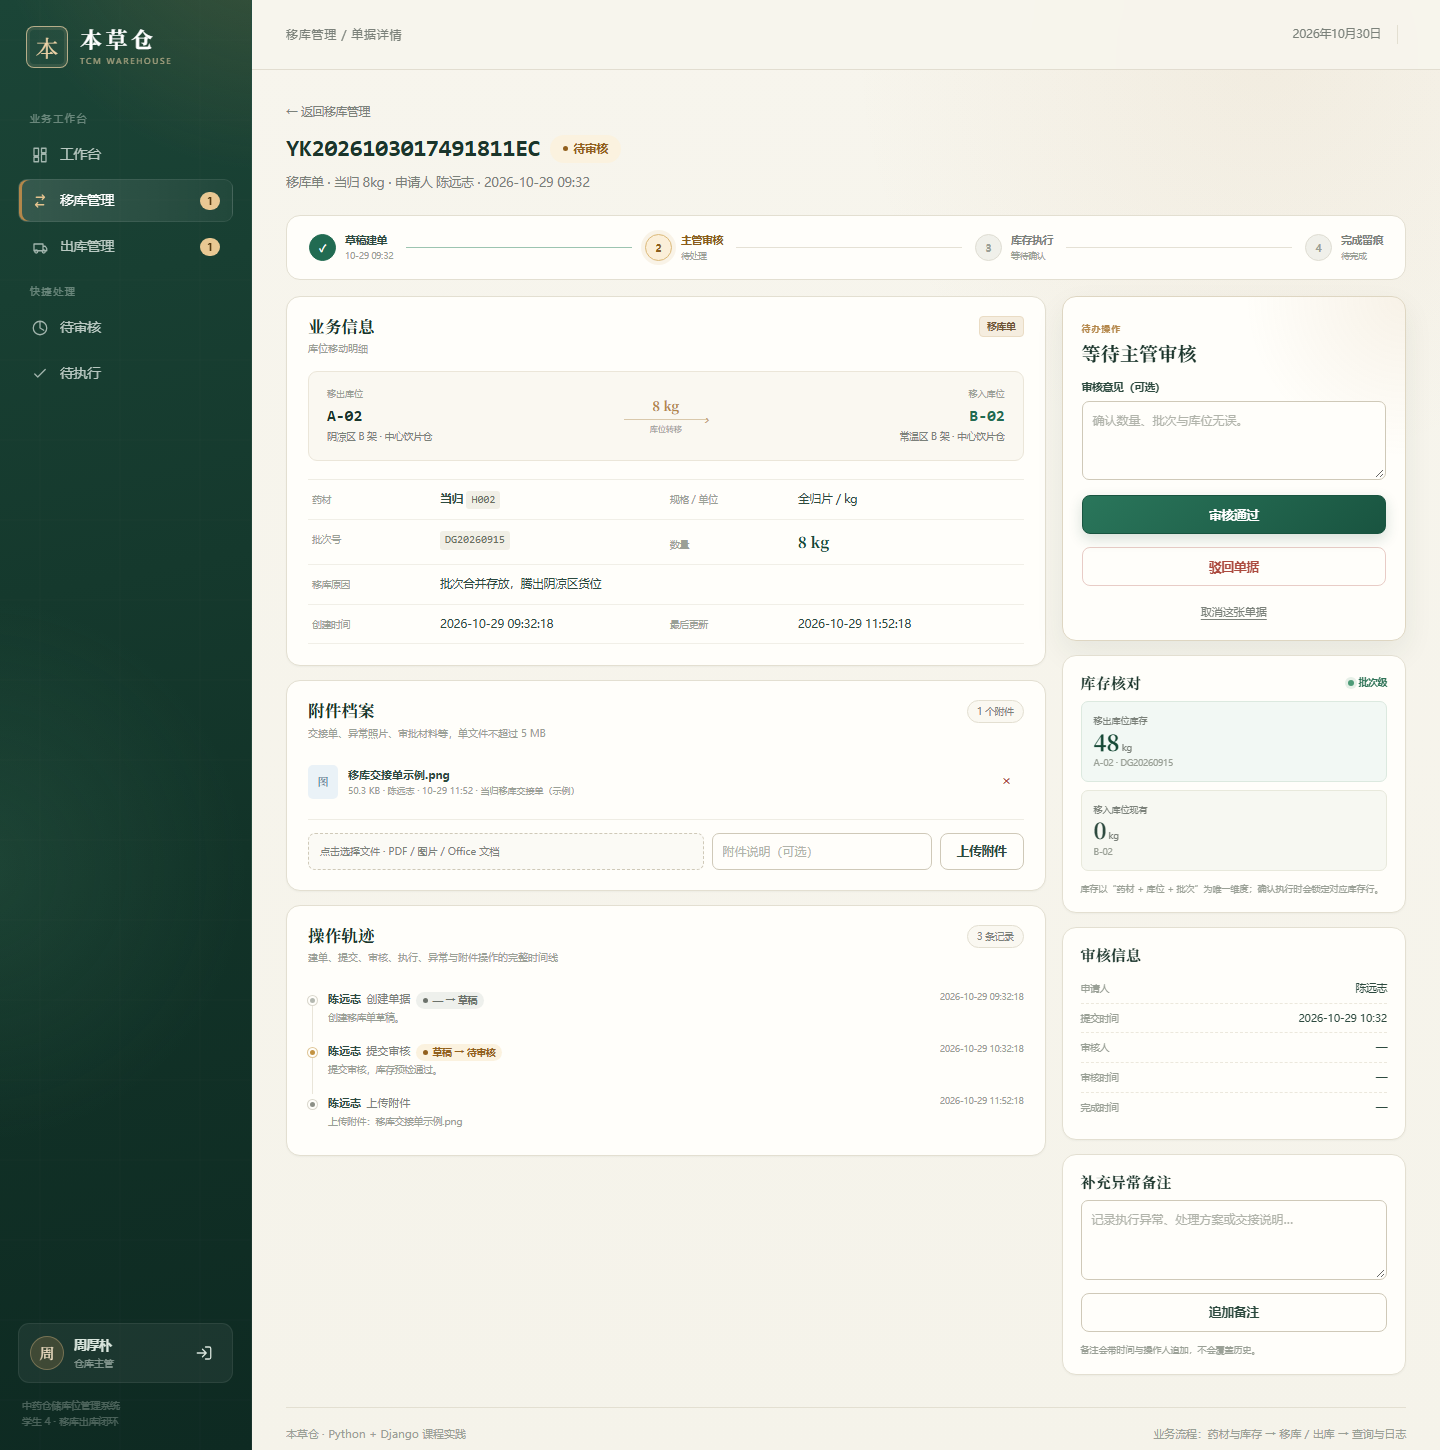 本
本草仓
TCM WAREHOUSE
业务工作台
工作台
移库管理
1
出库管理
1
快捷处理
待审核
待执行
周
周厚朴
仓库主管
中药仓储库位管理系统
学生 4 · 移库出库闭环
移库管理 / 单据详情
2026年10月30日
← 返回移库管理
YK2026103017491811EC
待审核
移库单 · 当归 8kg · 申请人 陈远志 · 2026-10-29 09:32
✓
草稿建单
10-29 09:32
2
主管审核
待处理
3
库存执行
等待确认
4
完成留痕
待完成
业务信息
库位移动明细
移库单
移出库位
A-02
阴凉区 B 架 · 中心饮片仓
8 kg
库位转移
移入库位
B-02
常温区 B 架 · 中心饮片仓
药材
当归 H002
规格 / 单位
全归片 / kg
批次号
DG20260915
数量
8 kg
移库原因
批次合并存放，腾出阴凉区货位
创建时间
2026-10-29 09:32:18
最后更新
2026-10-29 11:52:18
附件档案
交接单、异常照片、审批材料等，单文件不超过 5 MB
1 个附件
图
移库交接单示例.png
50.3 KB · 陈远志 · 10-29 11:52 · 当归移库交接单（示例）
×
点击选择文件 · PDF / 图片 / Office 文档
附件说明（可选）
上传附件
操作轨迹
建单、提交、审核、执行、异常与附件操作的完整时间线
3 条记录
陈远志 创建单据 — → 草稿
2026-10-29 09:32:18
创建移库单草稿。
陈远志 提交审核 草稿 → 待审核
2026-10-29 10:32:18
提交审核，库存预检通过。
陈远志 上传附件
2026-10-29 11:52:18
上传附件：移库交接单示例.png
待办操作
等待主管审核
审核意见（可选）
确认数量、批次与库位无误。
审核通过
驳回单据
取消这张单据
库存核对
批次级
移出库位库存
48 kg
A-02 · DG20260915
移入库位现有
0 kg
B-02
库存以“药材 + 库位 + 批次”为唯一维度；确认执行时会锁定对应库存行。
审核信息
申请人
陈远志
提交时间
2026-10-29 10:32
审核人
—
审核时间
—
完成时间
—
补充异常备注
记录执行异常、处理方案或交接说明...
追加备注
备注会带时间与操作人追加，不会覆盖历史。
本草仓 · Python + Django 课程实践
业务流程：药材与库存 → 移库 / 出库 → 查询与日志